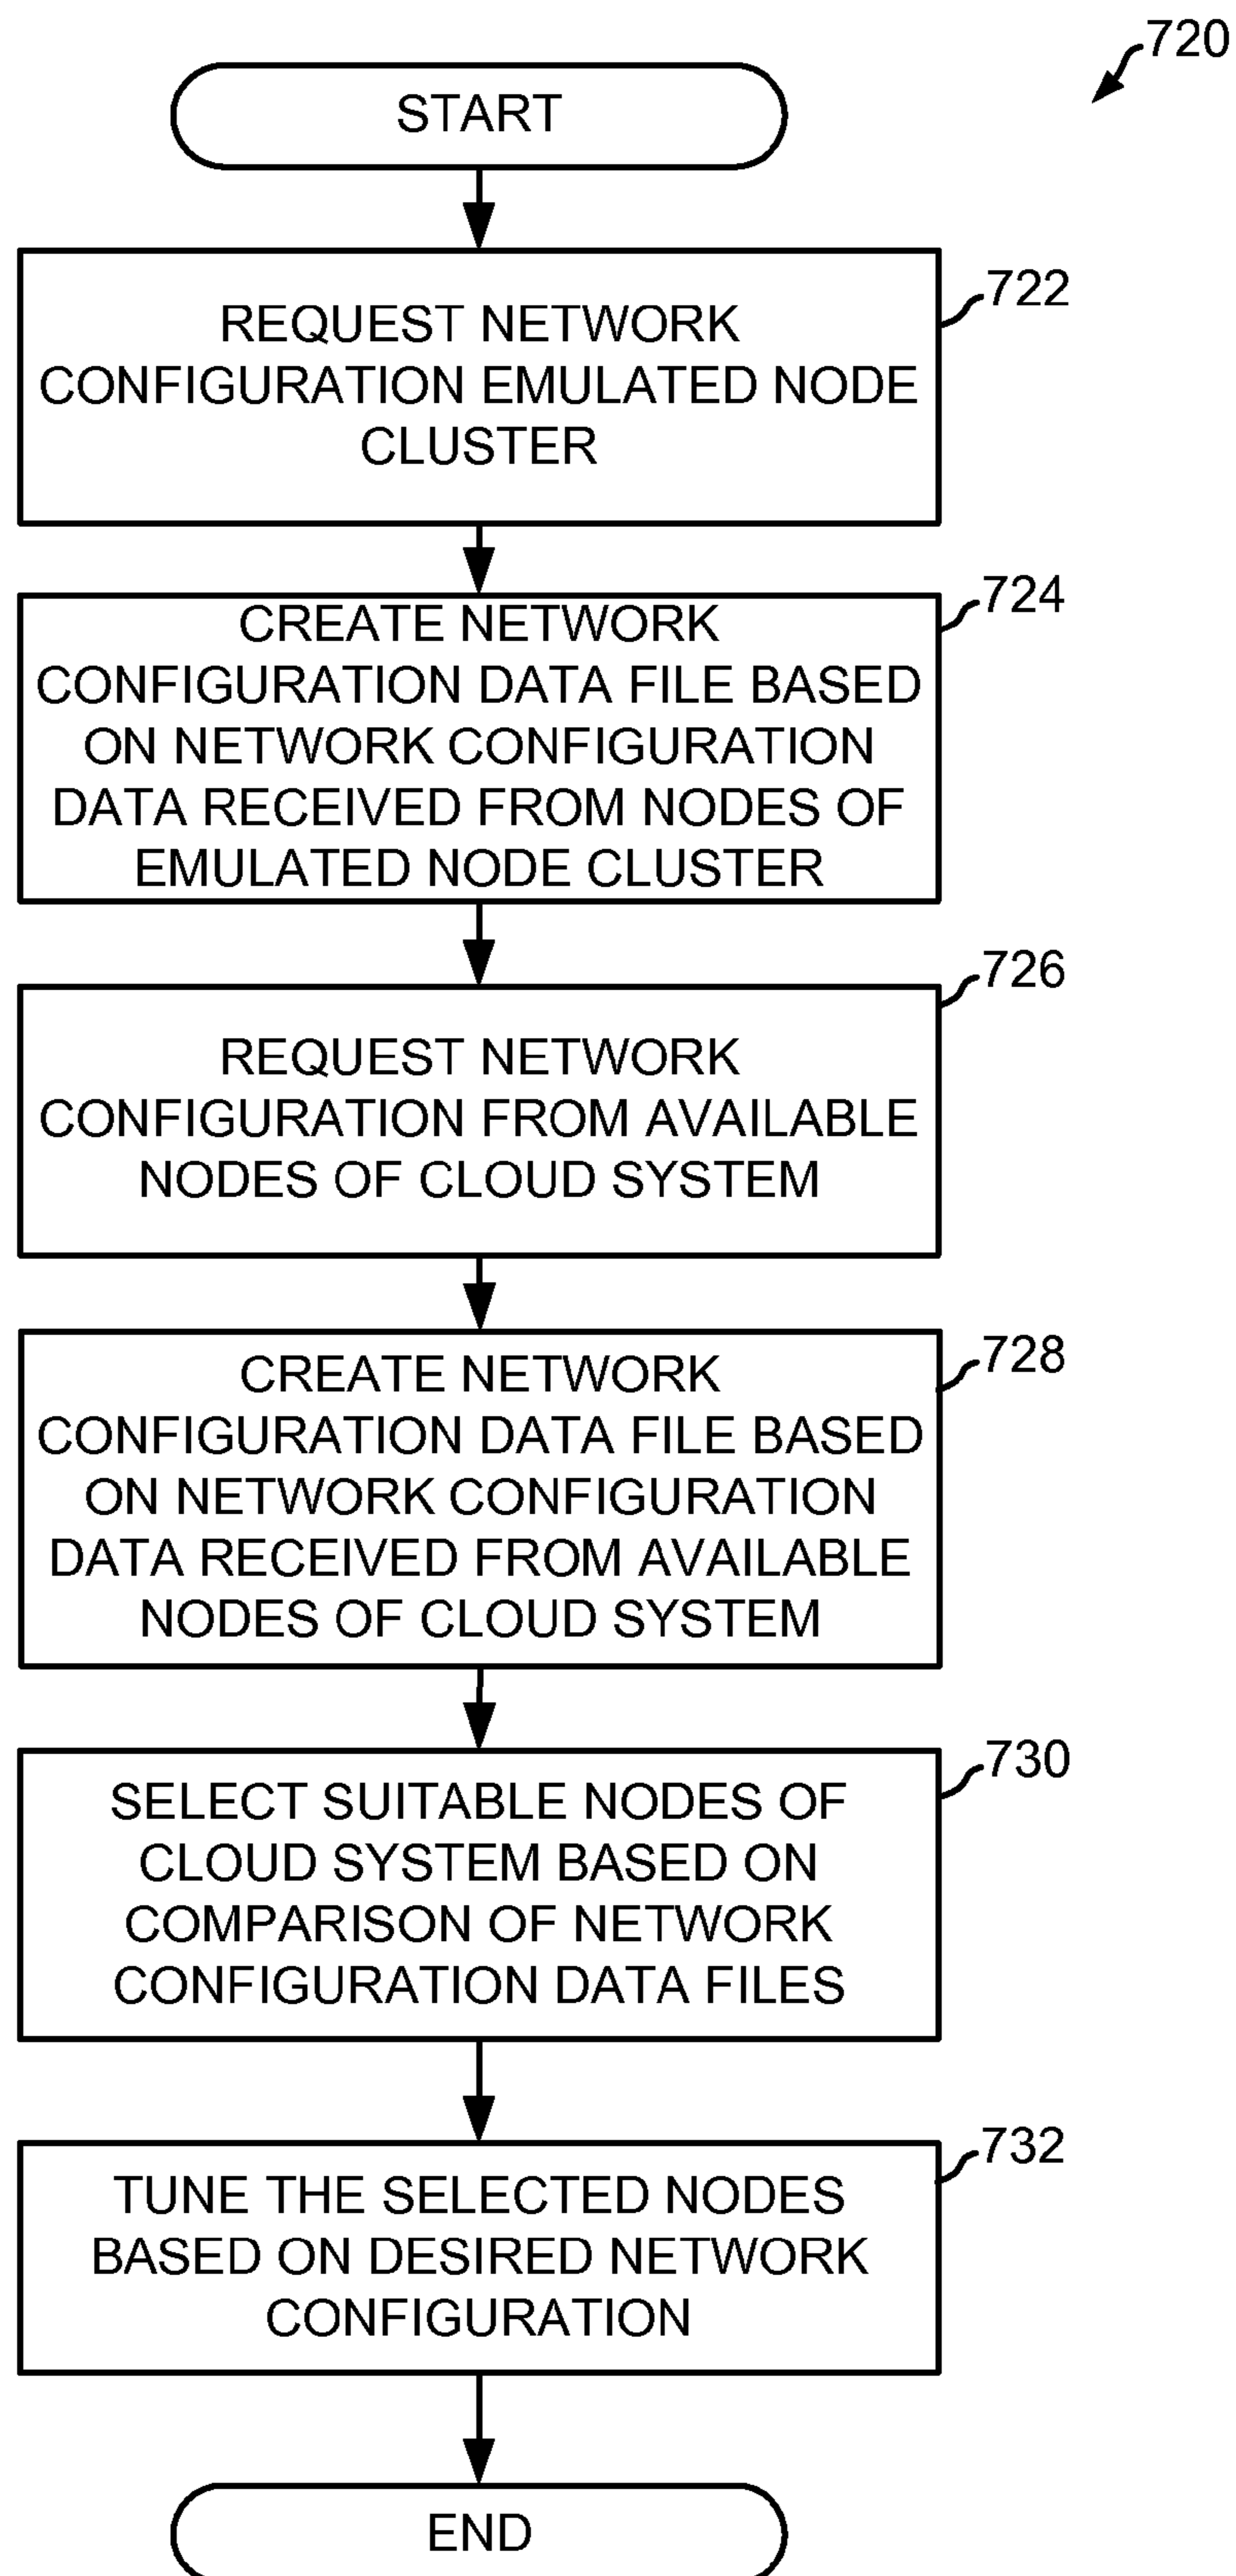 720
START
722
REQUEST NETWORK
CONFIGURATION EMULATED NODE
CLUSTER
724
CREATE NETWORK
CONFIGURATION DATA FILE BASED
ON NETWORK CONFIGURATION
DATA RECEIVED FROM NODES OF
EMULATED NODE CLUSTER
726
REQUEST NETWORK
CONFIGURATION FROM AVAILABLE
NODES OF CLOUD SYSTEM
728
CREATE NETWORK
CONFIGURATION DATA FILE BASED
ON NETWORK CONFIGURATION
DATA RECEIVED FROM AVAILABLE
NODES OF CLOUD SYSTEM
730
SELECT SUITABLE NODES OF
CLOUD SYSTEM BASED ON
COMPARISON OF NETWORK
CONFIGURATION DATA FILES
732
TUNE THE SELECTED NODES
BASED ON DESIRED NETWORK
CONFIGURATION
END